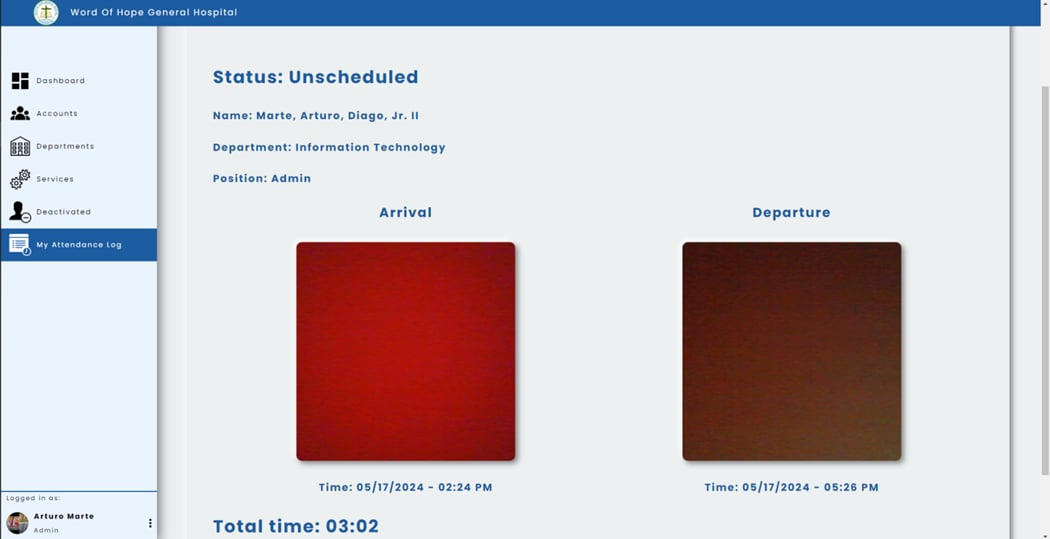 Word Of Hope General Hospital
Dashboard
Accounts
Departments
Services
Deactivated
My Attendance Log
Logged in as:
Arturo Marte
Admin
Status: Unscheduled
Name: Marte, Arturo, Diago, Jr. II
Department: Information Technology
Position: Admin
Arrival
Departure
Time: 05/17/2024 - 02:24 PM
Time: 05/17/2024 - 05:26 PM
Total time: 03:02